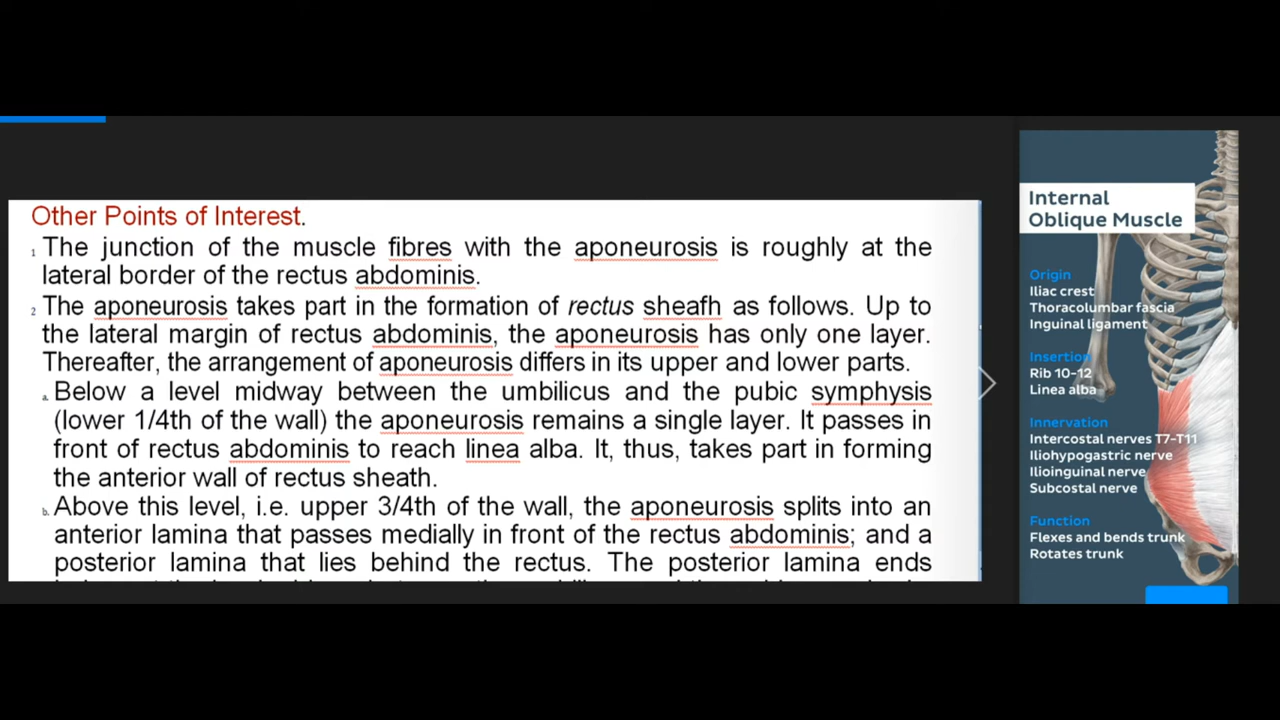 Other Points of Interest.
1 The junction of the muscle fibres with the aponeurosis is roughly at the
lateral border of the rectus abdominis.
2 The aponeurosis takes part in the formation of rectus sheafh as follows. Up to
the lateral margin of rectus abdominis, the aponeurosis has only one layer.
Thereafter, the arrangement of aponeurosis differs in its upper and lower parts.
a. Below a level midway between the umbilicus and the pubic symphysis
(lower 1/4th of the wall) the aponeurosis remains a single layer. It passes in
front of rectus abdominis to reach linea alba. It, thus, takes part in forming
the anterior wall of rectus sheath.
b. Above this level, i.e. upper 3/4th of the wall, the aponeurosis splits into an
anterior lamina that passes medially in front of the rectus abdominis; and a
posterior lamina that lies behind the rectus. The posterior lamina ends
Internal
Oblique Muscle
Origin
Iliac crest
Thoracolumbar fascia
Inguinal ligament
Insertion
Rib 10-12
Linea alba
Innervation
Intercostal nerves T7-T11
Iliohypogastric nerve
Ilioinguinal nerve
Subcostal nerve
Function
Flexes and bends trunk
Rotates trunk